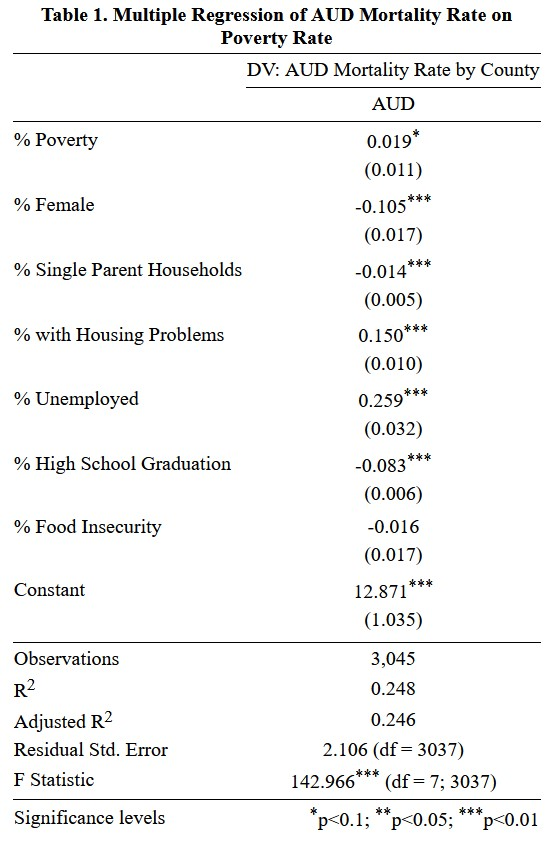 Table 1. Multiple Regression of AUD Mortality Rate on
Poverty Rate
DV: AUD Mortality Rate by County
AUD
% Poverty 0.019*
(0.011)
% Female -0.105***
(0.017)
% Single Parent Households -0.014***
(0.005)
% with Housing Problems 0.150***
(0.010)
% Unemployed 0.259***
(0.032)
% High School Graduation -0.083***
(0.006)
% Food Insecurity -0.016
(0.017)
Constant 12.871***
(1.035)
Observations 3,045
R2 0.248
Adjusted R2 0.246
Residual Std. Error 2.106 (df = 3037)
F Statistic 142.966*** (df = 7; 3037)
Significance levels *p<0.1; **p<0.05; ***p<0.01